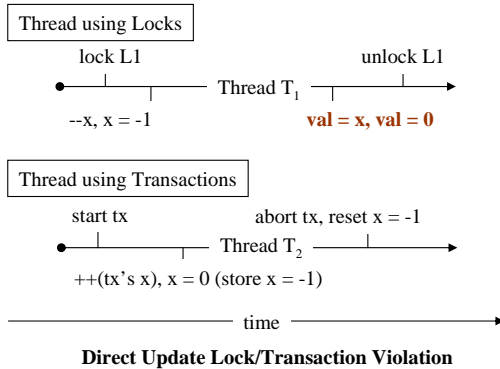 Thread using Locks
lock L1
unlock L1
Thread T1
--x, x = -1
val = x, val = 0
Thread using Transactions
start tx
abort tx, reset x = -1
Thread T2
++(tx's x), x = 0 (store x = -1)
time
Direct Update Lock/Transaction Violation